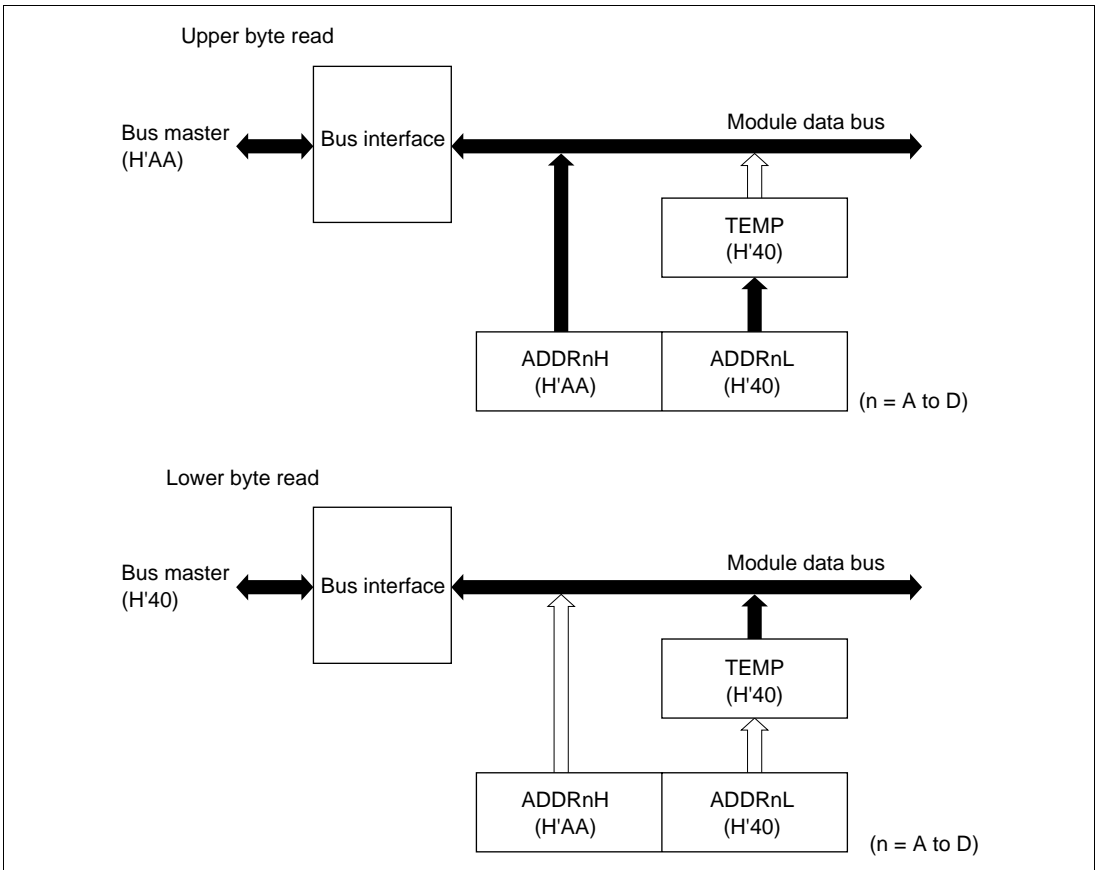 Upper byte read
Bus master
(H'AA)
Bus interface
Module data bus
TEMP
(H'40)
ADDRnH
(H'AA)
ADDRnL
(H'40)
(n = A to D)
Lower byte read
Bus master
(H'40)
Bus interface
Module data bus
TEMP
(H'40)
ADDRnH
(H'AA)
ADDRnL
(H'40)
(n = A to D)